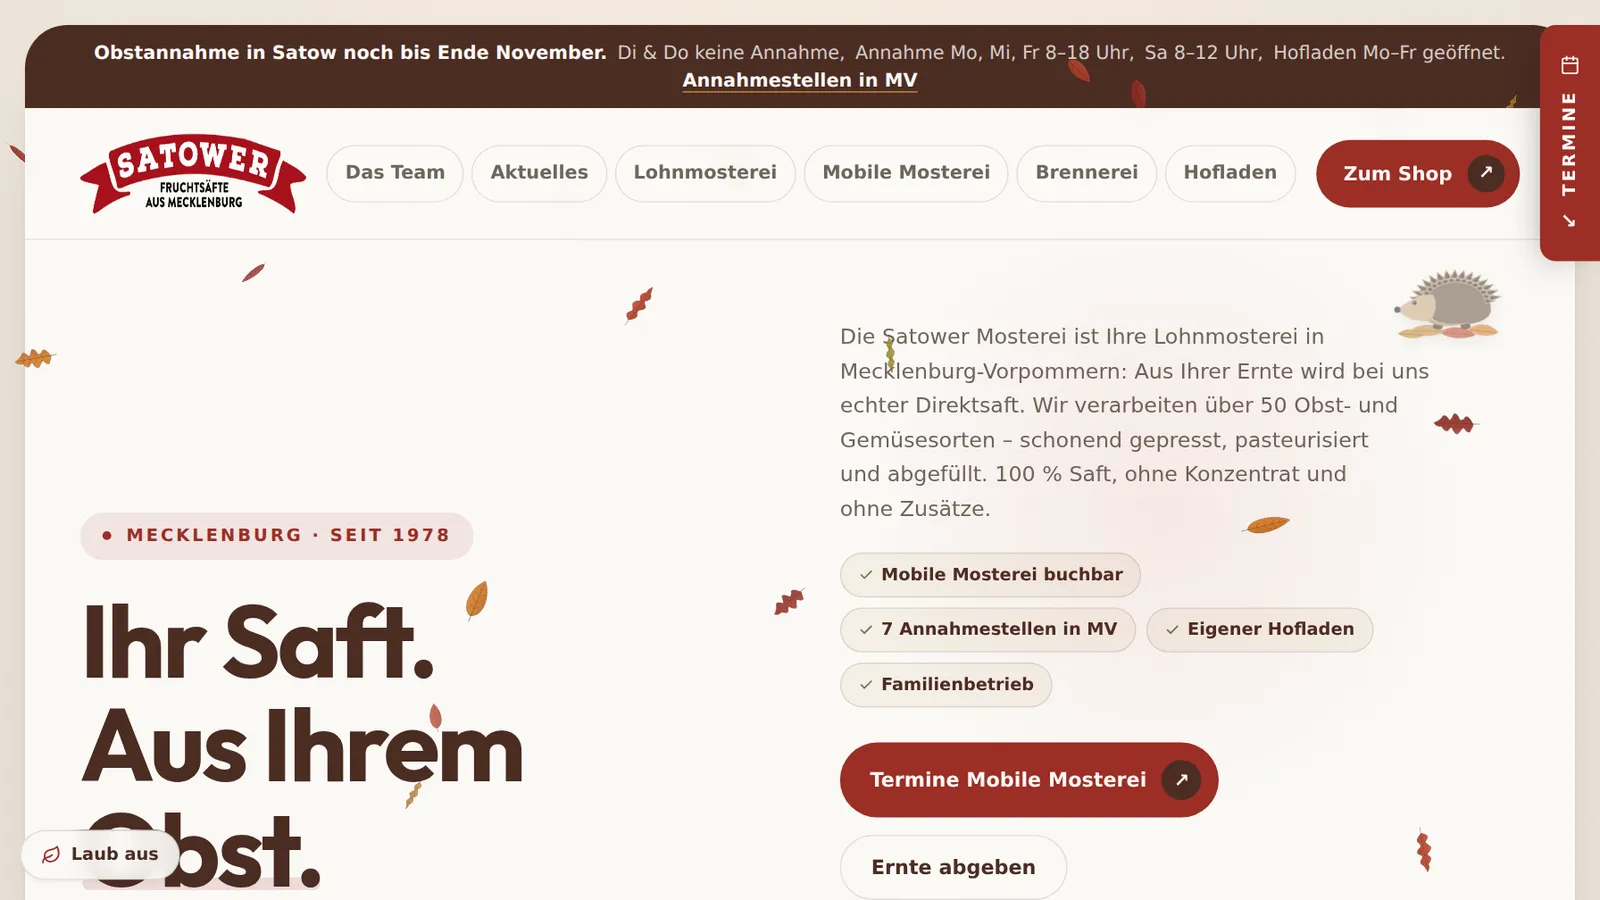 Obstannahme in Satow noch bis Ende November. Di & Do keine Annahme, Annahme Mo, Mi, Fr 8–18 Uhr, Sa 8–12 Uhr, Hofladen Mo–Fr geöffnet.
Annahmestellen in MV
TERMINE
SATOWER
FRUCHTSÄFTE
AUS MECKLENBURG
Das Team
Aktuelles
Lohnmosterei
Mobile Mosterei
Brennerei
Hofladen
Zum Shop
MECKLENBURG · SEIT 1978
Ihr Saft.
Aus Ihrem
Obst.
Die Satower Mosterei ist Ihre Lohnmosterei in
Mecklenburg-Vorpommern: Aus Ihrer Ernte wird bei uns
echter Direktsaft. Wir verarbeiten über 50 Obst- und
Gemüsesorten – schonend gepresst, pasteurisiert
und abgefüllt. 100 % Saft, ohne Konzentrat und
ohne Zusätze.
Mobile Mosterei buchbar
7 Annahmestellen in MV
Eigener Hofladen
Familienbetrieb
Termine Mobile Mosterei
Ernte abgeben
Laub aus